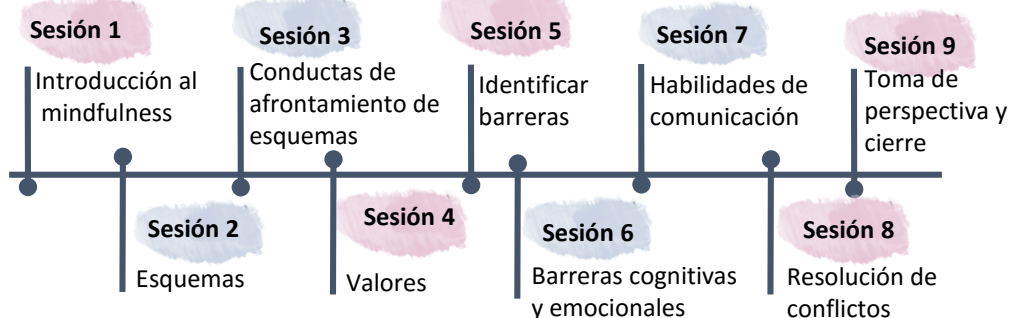 Sesión 1
Introducción al
mindfulness
Sesión 2
Esquemas
Sesión 3
Conductas de
afrontamiento de
esquemas
Sesión 4
Valores
Sesión 5
Identificar
barreras
Sesión 6
Barreras cognitivas
y emocionales
Sesión 7
Habilidades de
comunicación
Sesión 8
Resolución de
conflictos
Sesión 9
Toma de
perspectiva y
cierre